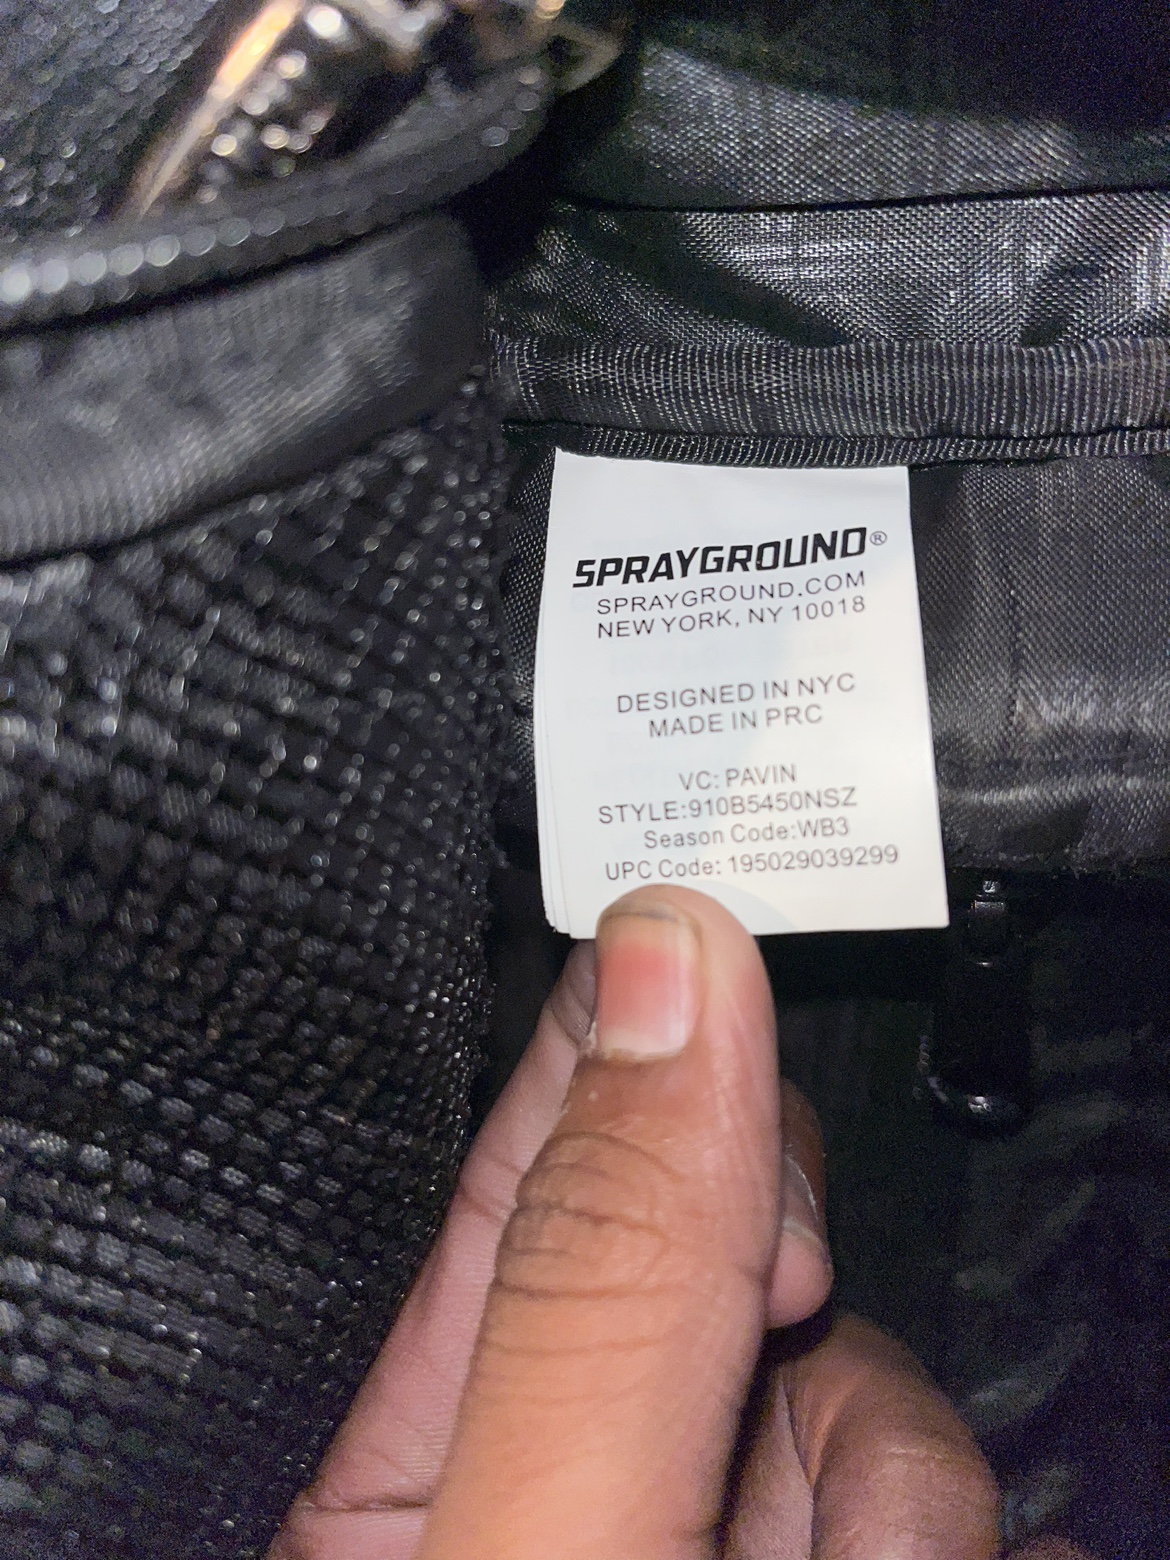 SPRAYGROUND®
SPRAYGROUND.COM
NEW YORK, NY 10018
DESIGNED IN NYC
MADE IN PRC
VC: PAVIN
STYLE:910B5450NSZ
Season Code:WB3
UPC Code: 195029039299